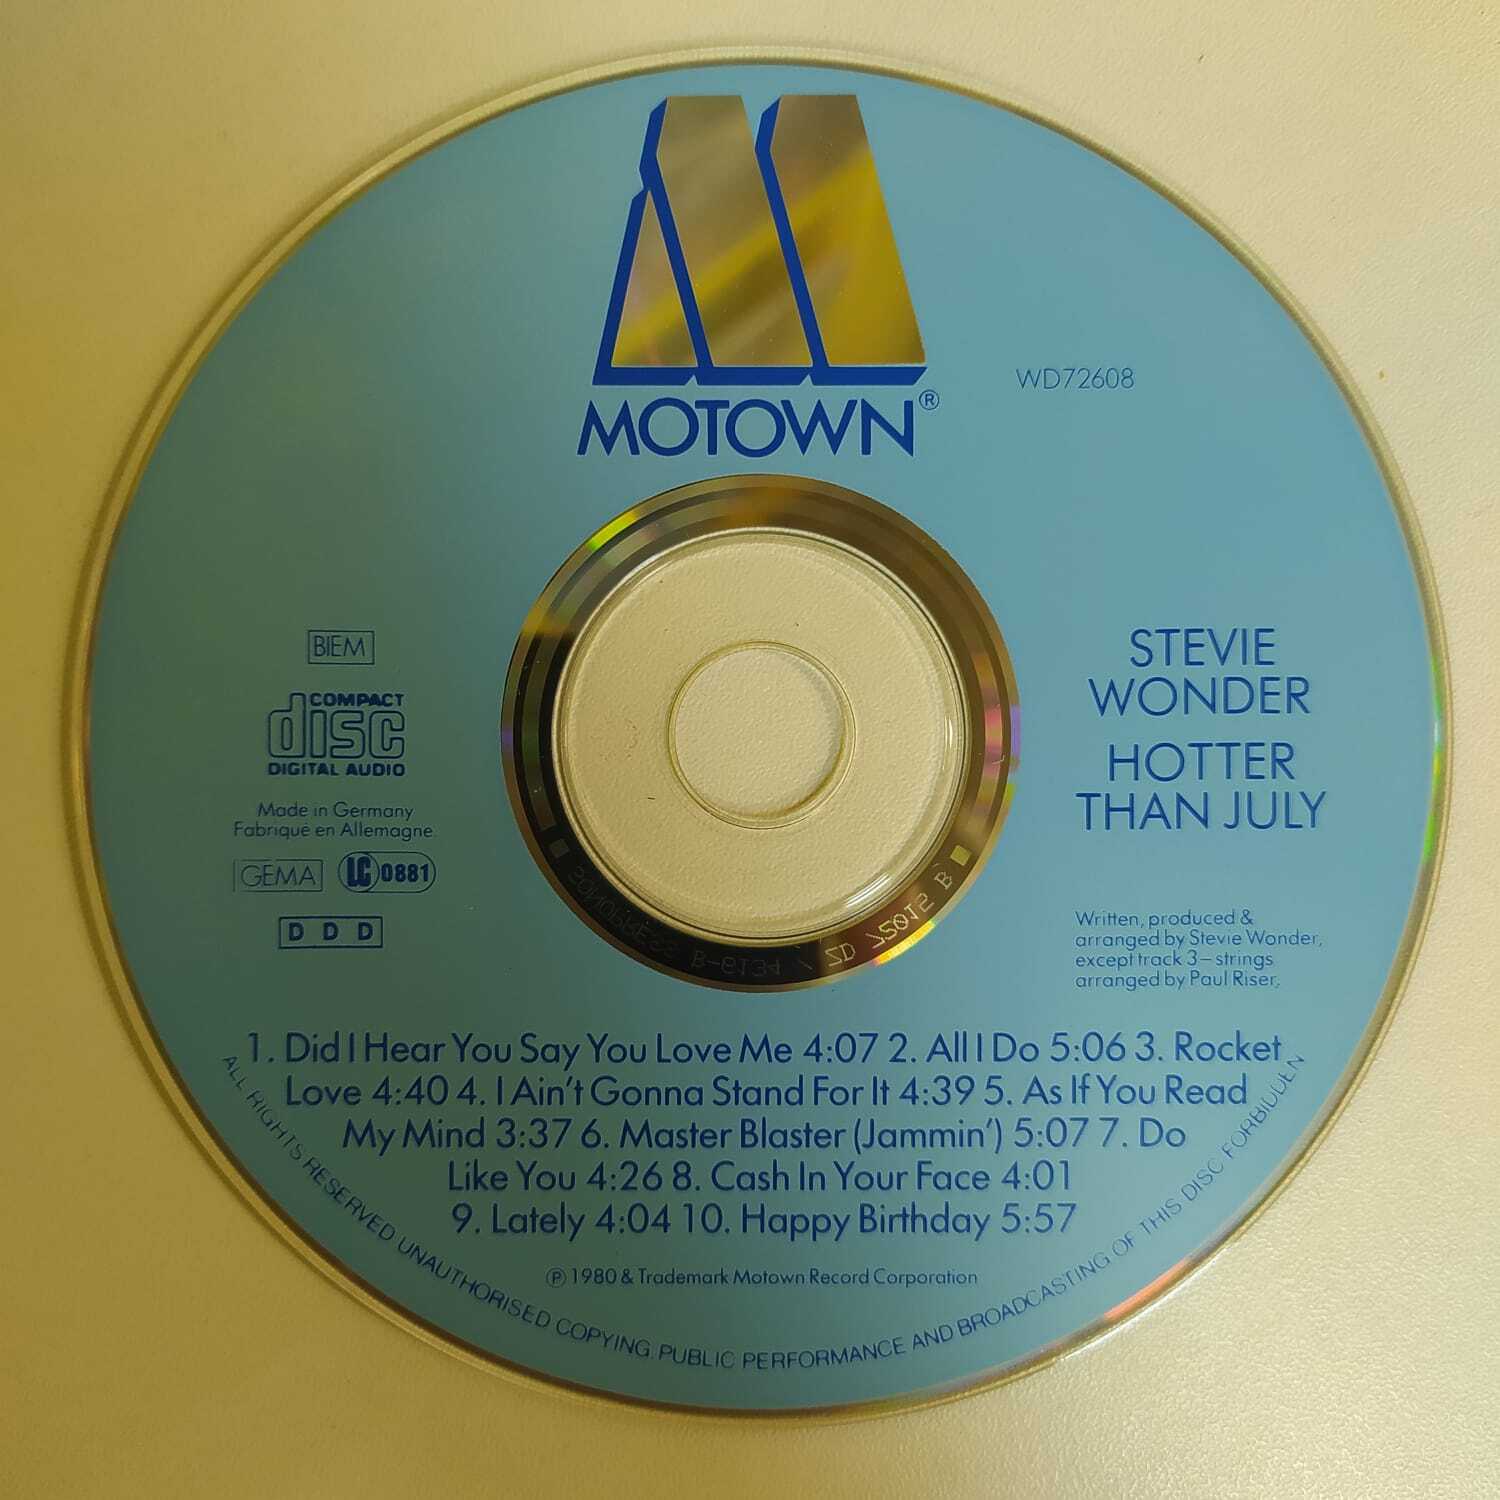 MOTOWN®
WD72608
BIEM
COMPACT
disc
DIGITAL AUDIO
Made in Germany
Fabriqué en Allemagne.
GEMA LC 0881
D D D
STEVIE
WONDER
HOTTER
THAN JULY
Written, produced &
arranged by Stevie Wonder,
except track 3–strings
arranged by Paul Riser,
SONOPRESS B-6134 / ZD 72015 B
1. Did I Hear You Say You Love Me 4:07 2. All I Do 5:06 3. Rocket
Love 4:40 4. I Ain't Gonna Stand For It 4:39 5. As If You Read
My Mind 3:37 6. Master Blaster (Jammin') 5:07 7. Do
Like You 4:26 8. Cash In Your Face 4:01
9. Lately 4:04 10. Happy Birthday 5:57
℗ 1980 & Trademark Motown Record Corporation
ALL RIGHTS RESERVED UNAUTHORISED COPYING. PUBLIC PERFORMANCE AND BROADCASTING OF THIS DISC FORBIDDEN